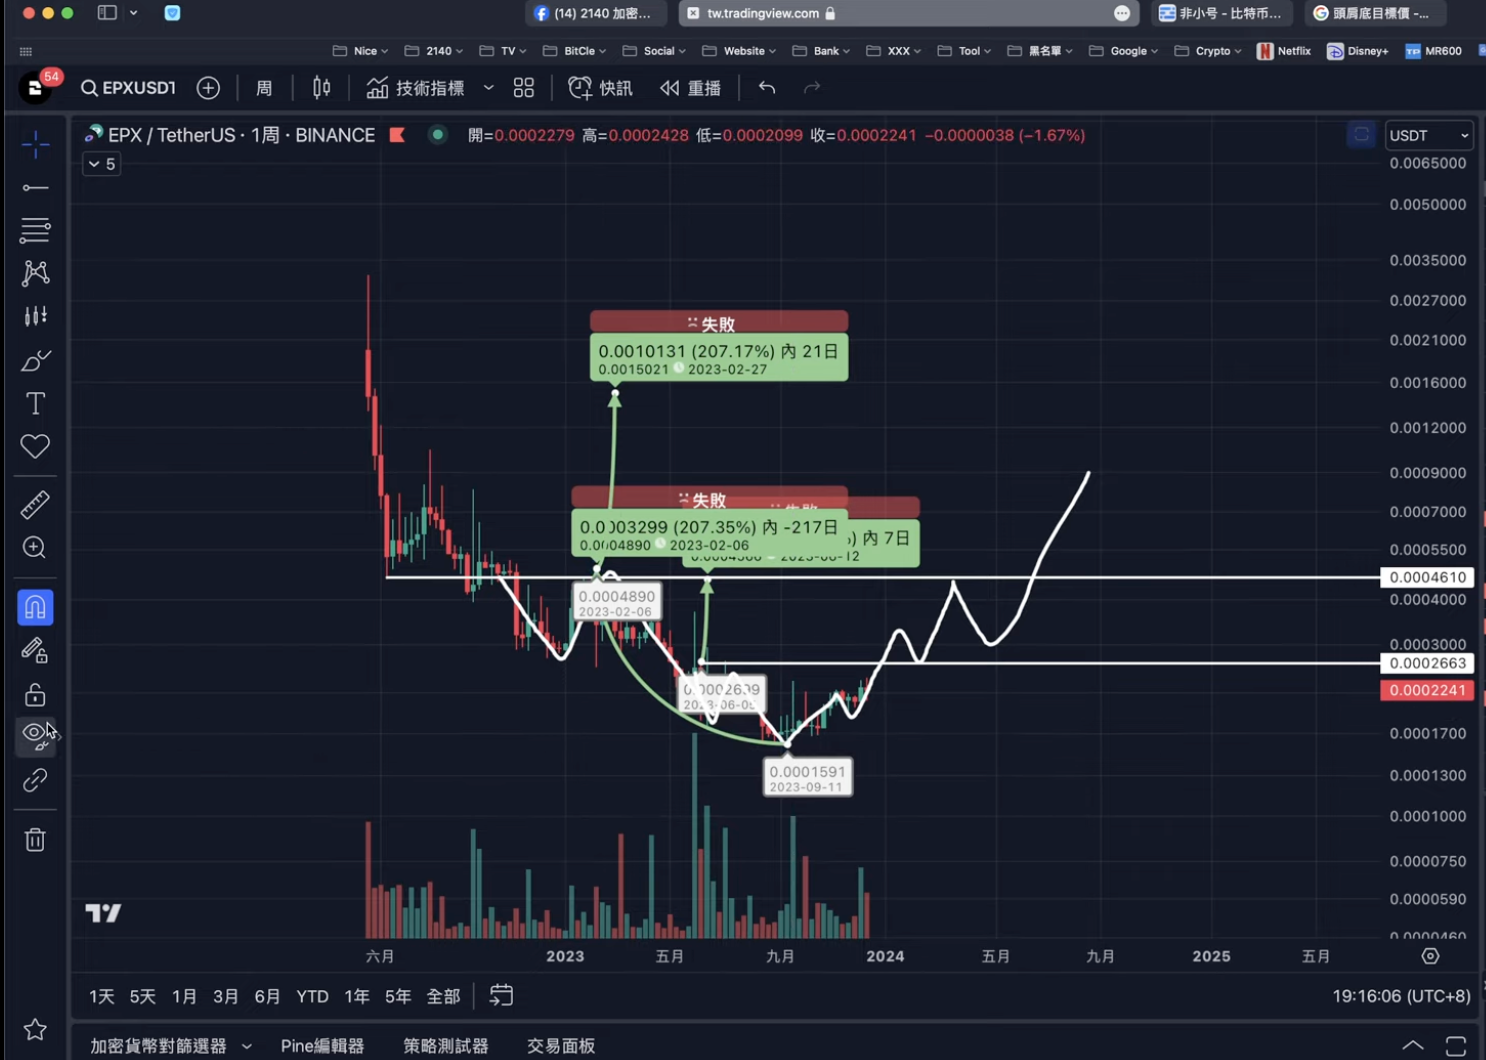 (14) 2140 加密...
tw.tradingview.com
非小号 - 比特币...
頭肩底目標價 -...
Nice
2140
TV
BitCle
Social
Website
Bank
XXX
Tool
黑名單
Google
Crypto
N Netflix
Disney+
TP MR600
54
EPXUSDT
周
技術指標
快訊
重播
EPX / TetherUS · 1周 · BINANCE
開=0.0002279 高=0.0002428 低=0.0002099 收=0.0002241 −0.0000038 (−1.67%)
USDT
5
0.0065000
0.0050000
0.0035000
0.0027000
0.0021000
0.0016000
0.0012000
0.0009000
0.0007000
0.0005500
0.0004610
0.0004000
0.0003000
0.0002663
0.0002241
0.0001700
0.0001300
0.0001000
0.0000750
0.0000590
0.0000460
失敗
0.0010131 (207.17%) 內 21日
0.0015021 2023-02-27
失敗
0.0003299 (207.35%) 內 -217日
0.0004890 2023-02-06
失敗
內 7日
0.0004890
2023-02-06
0.0002699
2023-06-05
0.0001591
2023-09-11
六月
2023
五月
九月
2024
五月
九月
2025
五月
1天
5天
1月
3月
6月
YTD
1年
5年
全部
19:16:06 (UTC+8)
加密貨幣對篩選器
Pine編輯器
策略測試器
交易面板